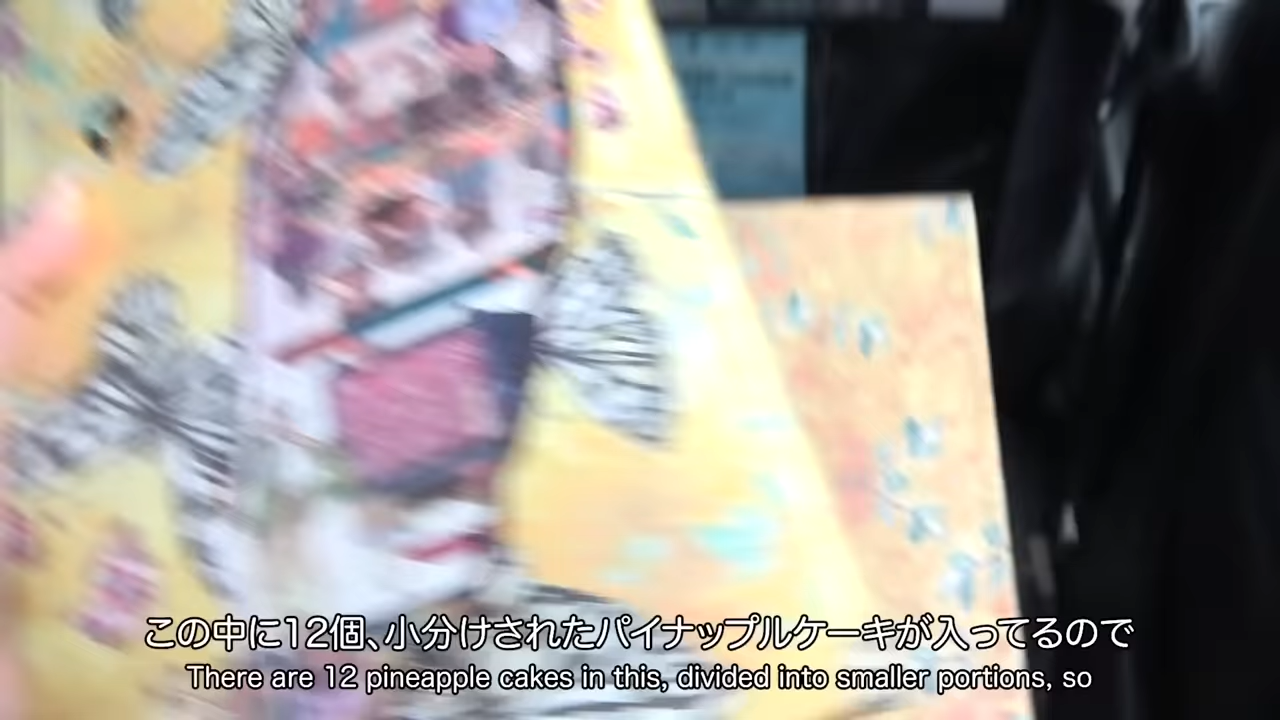 この中に12個、小分けされたパイナップルケーキが入ってるので
There are 12 pineapple cakes in this, divided into smaller portions, so